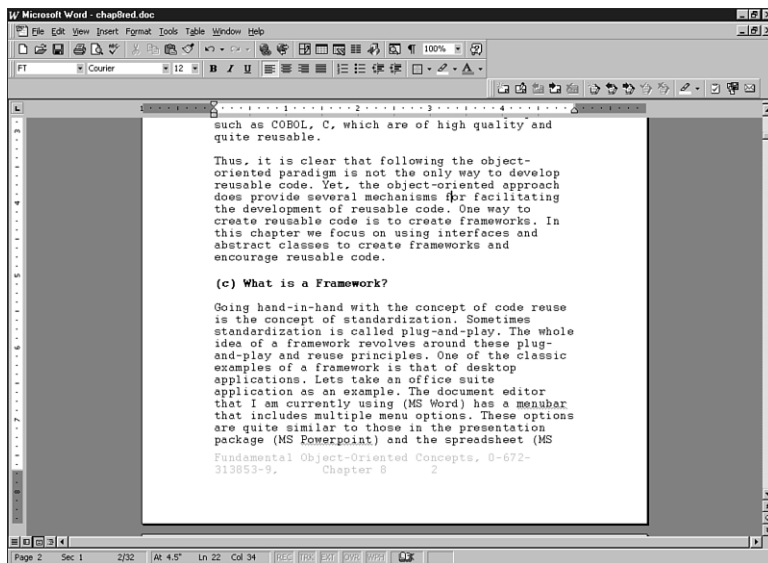 Microsoft Word - chap8red.doc
File Edit View Insert Format Tools Table Window Help
100%
FT Courier 12 B I U
such as COBOL, C, which are of high quality and
quite reusable.
Thus, it is clear that following the object-
oriented paradigm is not the only way to develop
reusable code. Yet, the object-oriented approach
does provide several mechanisms for facilitating
the development of reusable code. One way to
create reusable code is to create frameworks. In
this chapter we focus on using interfaces and
abstract classes to create frameworks and
encourage reusable code.
(c) What is a Framework?
Going hand-in-hand with the concept of code reuse
is the concept of standardization. Sometimes
standardization is called plug-and-play. The whole
idea of a framework revolves around these plug-
and-play and reuse principles. One of the classic
examples of a framework is that of desktop
applications. Lets take an office suite
application as an example. The document editor
that I am currently using (MS Word) has a menubar
that includes multiple menu options. These options
are quite similar to those in the presentation
package (MS Powerpoint) and the spreadsheet (MS
Fundamental Object-Oriented Concepts, 0-672-
313853-9, Chapter 8 2
Page 2 Sec 1 2/32 At 4.5" Ln 22 Col 34 REC TRK EXT OVR WPH